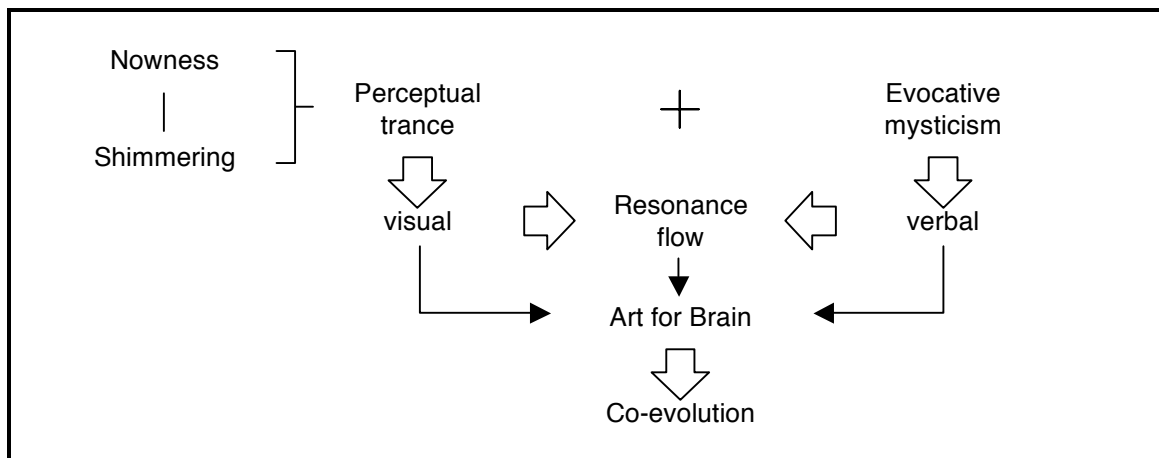 Nowness
Shimmering
Perceptual
trance
+
Evocative
mysticism
visual
Resonance
flow
verbal
Art for Brain
Co-evolution